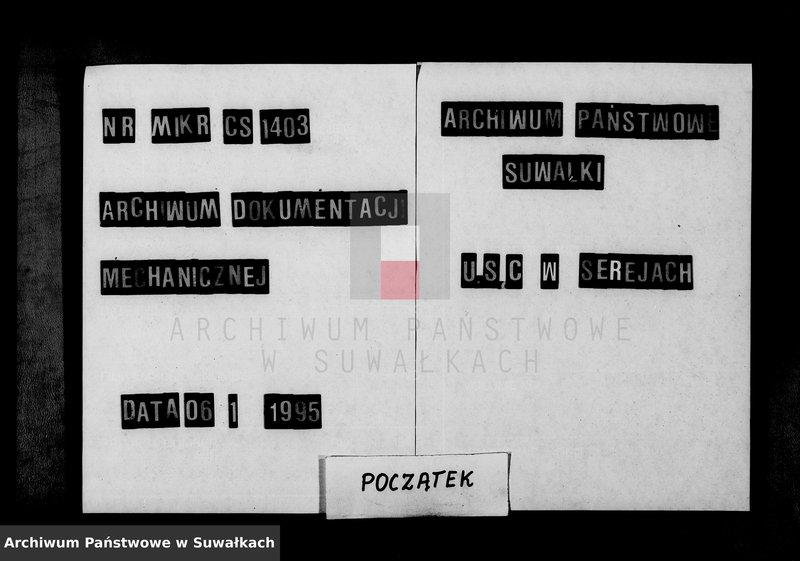 NR MIKR CS 1403
ARCHIWUM DOKUMENTACJI
MECHANICZNEJ
DATA 06 1 1995
ARCHIWUM PAŃSTWOWE
SUWAŁKI
U.S.C W SEREJACH
POCZĄTEK
ARCHIWUM PAŃSTWOWE
W SUWAŁKACH
Archiwum Państwowe w Suwałkach